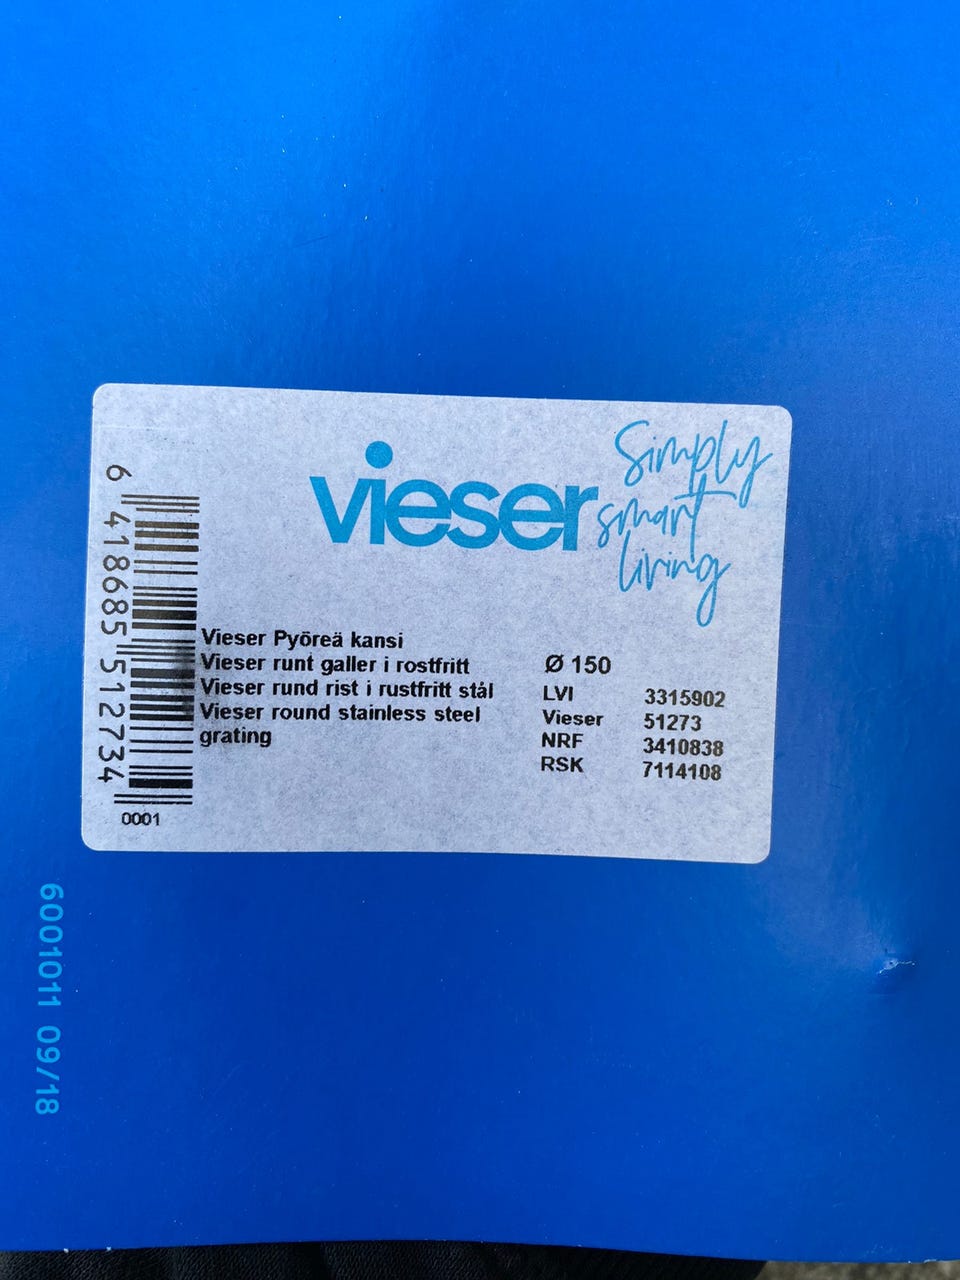 vieser
Simply
smart
living
6 418685 512734
0001
Vieser Pyöreä kansi
Vieser runt galler i rostfritt
Vieser rund rist i rustfritt stål
Vieser round stainless steel
grating
Ø 150
LVI 3315902
Vieser 51273
NRF 3410838
RSK 7114108
6001011 09/18